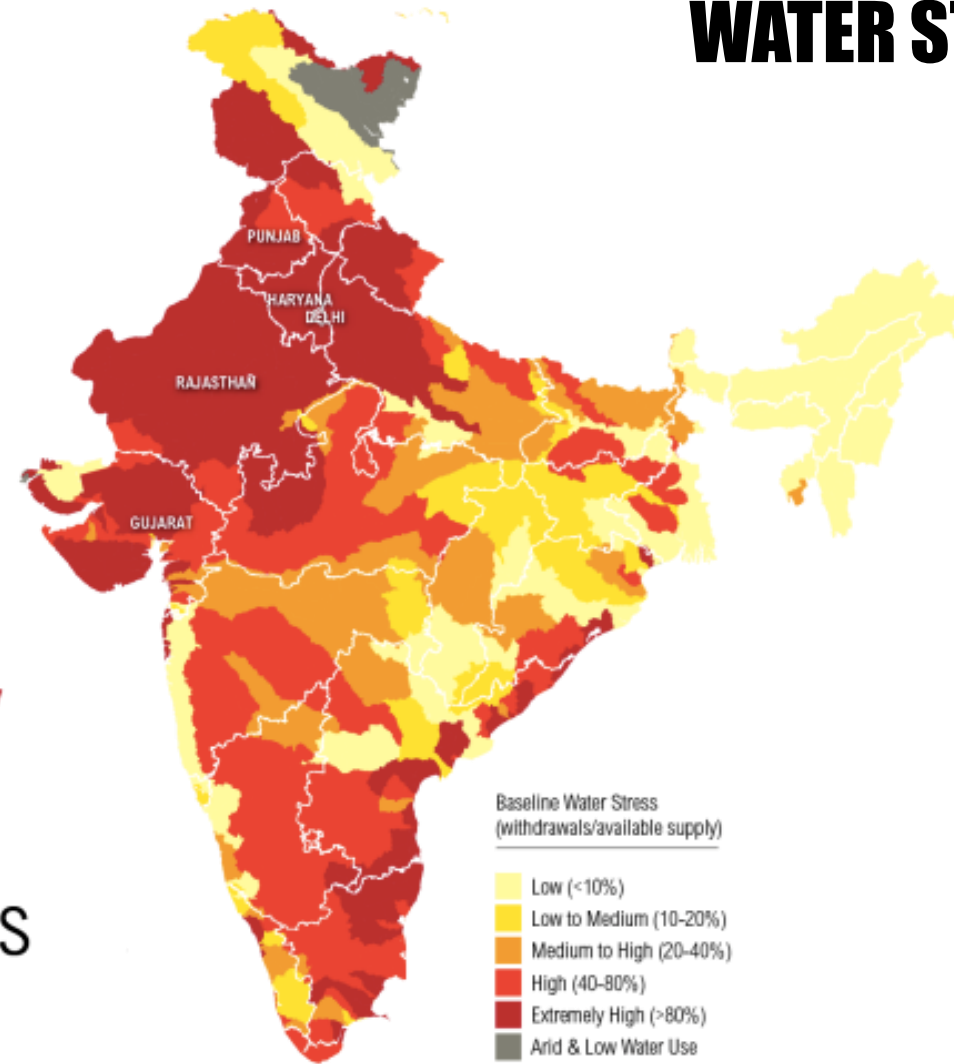 WATER ST
PUNJAB
HARYANA
DELHI
RAJASTHAN
GUJARAT
Baseline Water Stress
(withdrawals/available supply)
Low (<10%)
Low to Medium (10-20%)
Medium to High (20-40%)
S
High (40-80%)
Extremely High (>80%)
Arid & Low Water Use